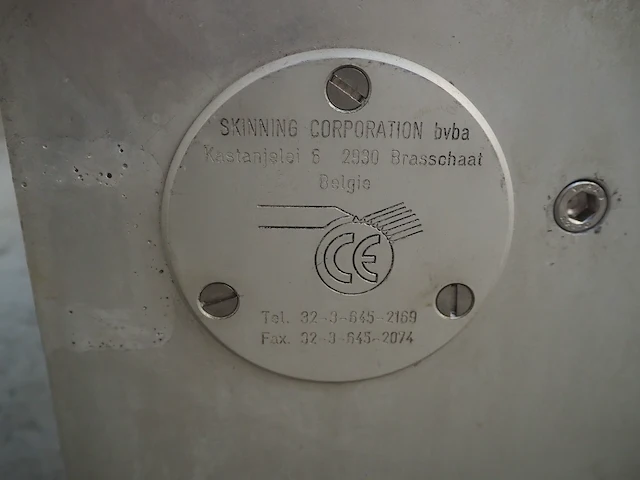 SKINNING CORPORATION bvba
Kastanjelei 6 2930 Brasschaat
Belgie
CE
Tel. 32-3-645-2169
Fax. 32-3-645-2074